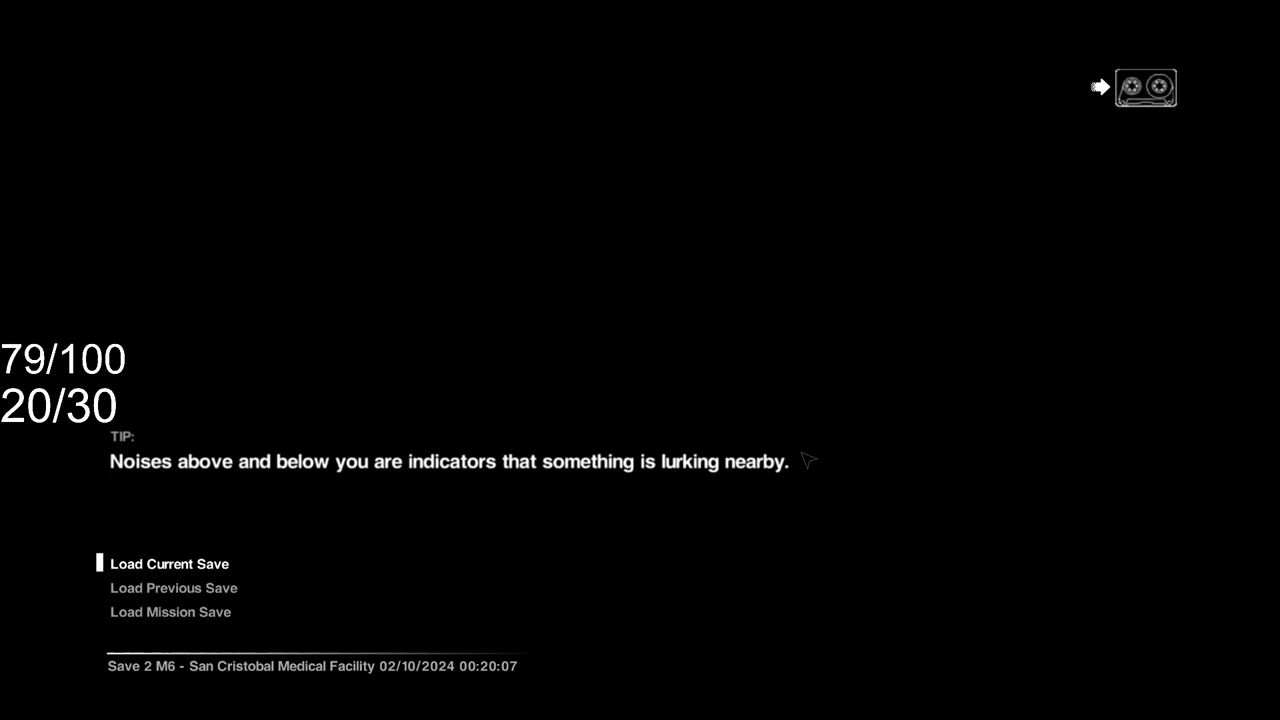 79/100
20/30
TIP:
Noises above and below you are indicators that something is lurking nearby.
Load Current Save
Load Previous Save
Load Mission Save
Save 2 M6 - San Cristobal Medical Facility 02/10/2024 00:20:07